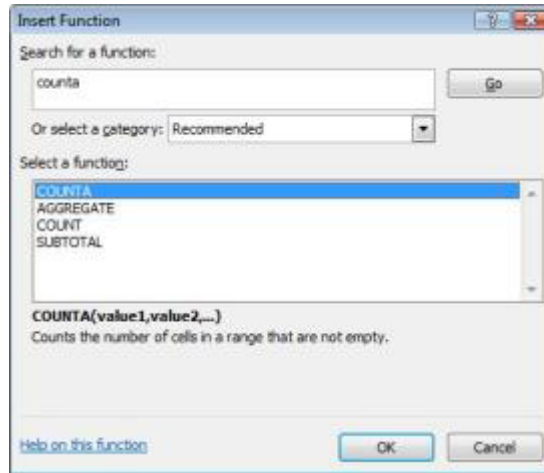 Insert Function
Search for a function:
counta
Go
Or select a category: Recommended
Select a function:
COUNTA
AGGREGATE
COUNT
SUBTOTAL
COUNTA(value1,value2,...)
Counts the number of cells in a range that are not empty.
Help on this function
OK
Cancel